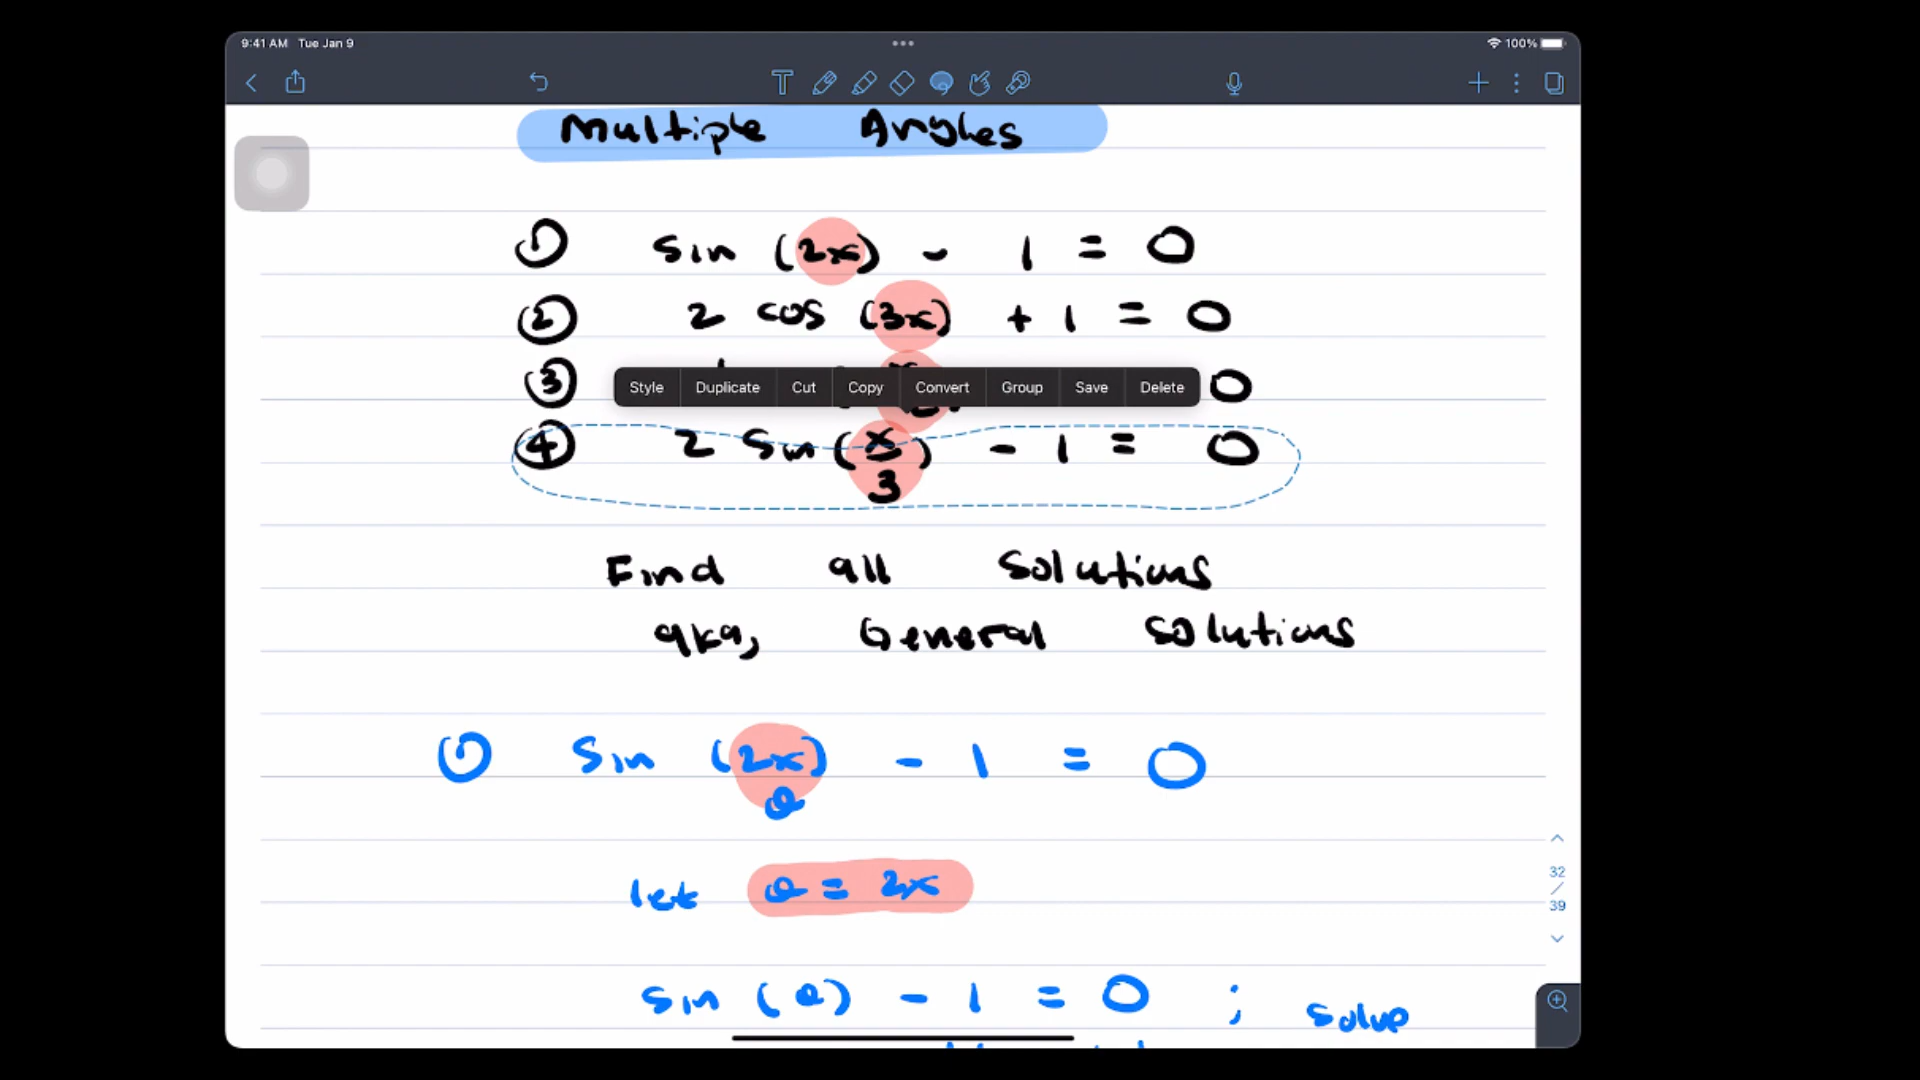 9:41 AM Tue Jan 9
100%
Multiple Angles
① sin (2x) - 1 = 0
② 2 cos (3x) + 1 = 0
③ 0
Style Duplicate Cut Copy Convert Group Save Delete
④ 2 sin (x/3) - 1 = 0
Find all solutions
aka, General solutions
① sin (2x) - 1 = 0
θ
let θ = 2x
sin (θ) - 1 = 0 ; solve
32
/
39